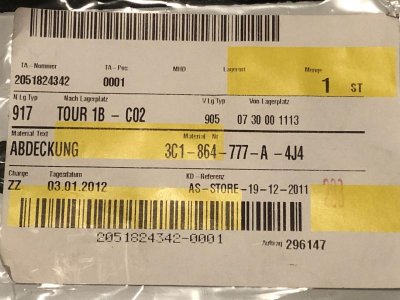 TA-Nummer TA-Pos MHD Lagerort Menge
2051824342 0001 1 ST
N.Lg.Typ Nach Lagerplatz V.Lg.Typ Von Lagerplatz
917 TOUR 1B - C02 905 07 30 00 1113
Material Text Material - Nr
ABDECKUNG 3C1-864-777-A -4J4
Charge Tagesdatum KD - Referenz
ZZ 03.01.2012 AS-STORE-19-12-2011
2051824342-0001
Auftrag 296147